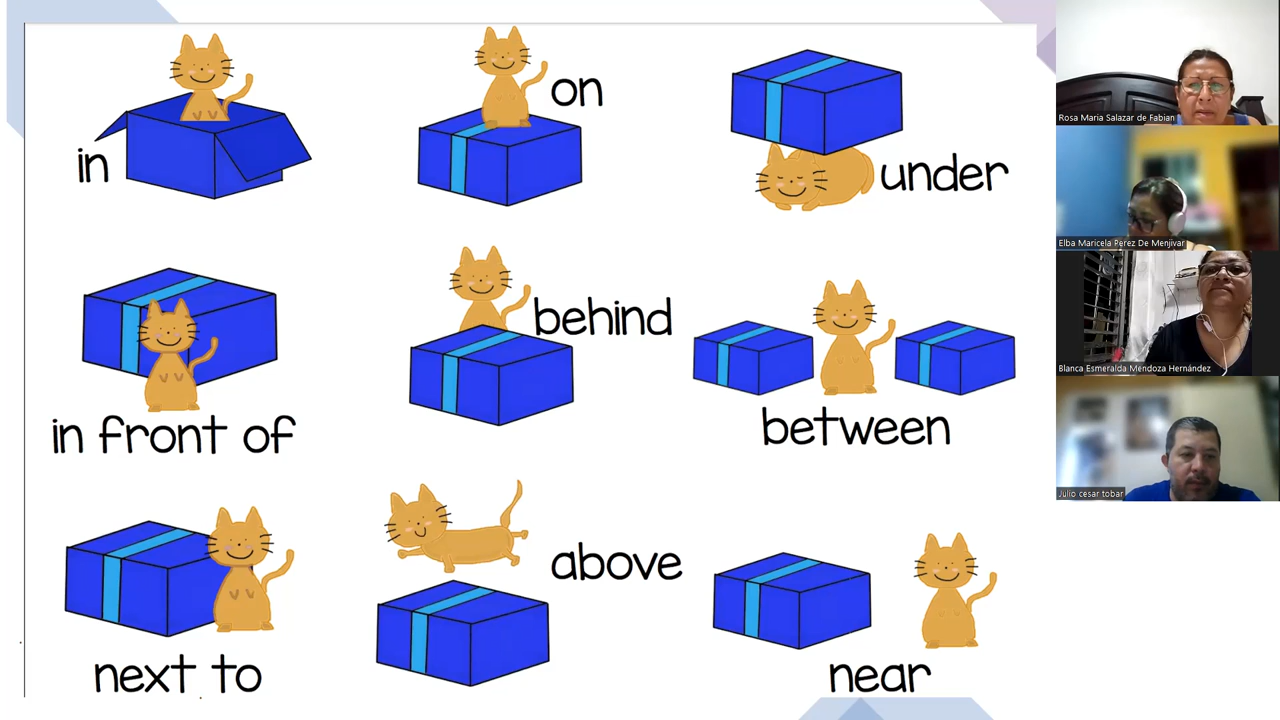 in
on
under
in front of
behind
between
next to
above
near
Rosa Maria Salazar de Fabian
Elba Maricela Perez De Menjivar
Blanca Esmeralda Mendoza Hernández
Julio cesar tobar